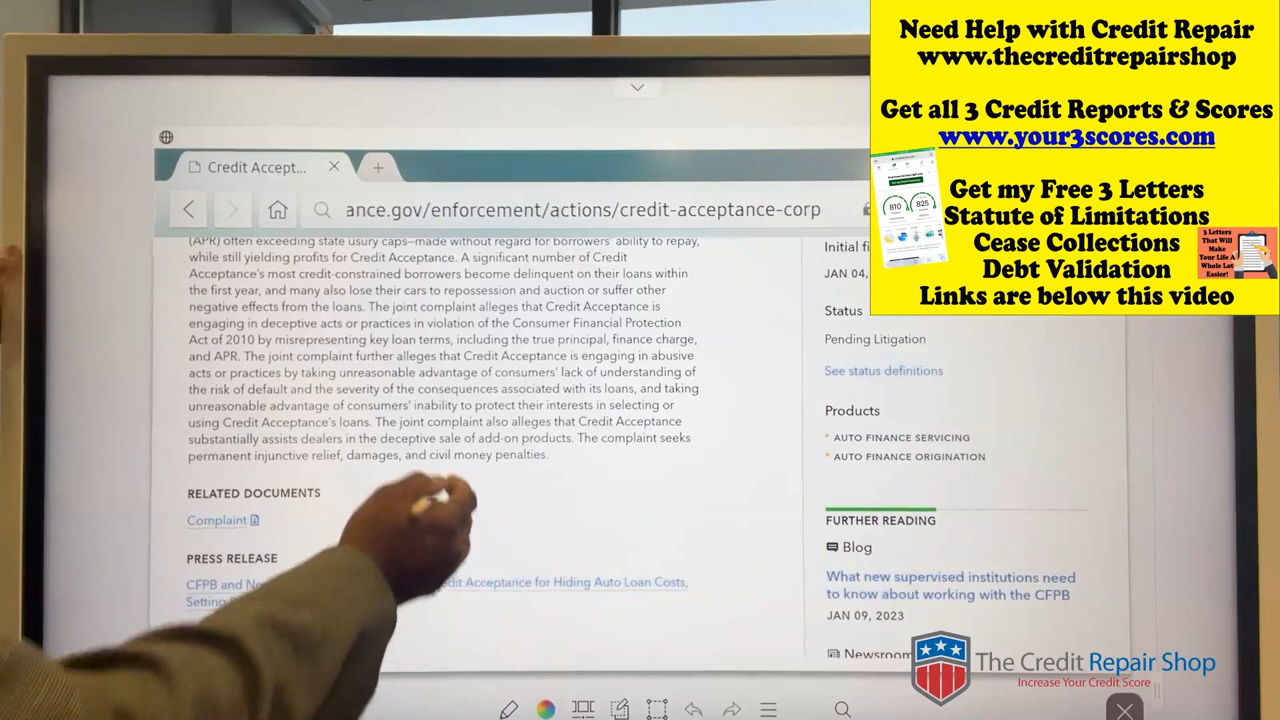 Need Help with Credit Repair
www.thecreditrepairshop
Get all 3 Credit Reports & Scores
www.your3scores.com
Get my Free 3 Letters
Statute of Limitations
Cease Collections
Debt Validation
Links are below this video
810
825
3 Letters
That Will
Make
Your Life A
Whole Lot
Easier!
Credit Accept...
ance.gov/enforcement/actions/credit-acceptance-corp
(APR) often exceeding state usury caps—made without regard for borrowers' ability to repay,
while still yielding profits for Credit Acceptance. A significant number of Credit
Acceptance's most credit-constrained borrowers become delinquent on their loans within
the first year, and many also lose their cars to repossession at auction or suffer other
negative effects from the loans. The joint complaint alleges that Credit Acceptance is
engaging in deceptive acts or practices in violation of the Consumer Financial Protection
Act of 2010 by misrepresenting key loan terms, including the true principal, finance charge,
and APR. The joint complaint further alleges that Credit Acceptance is engaging in abusive
acts or practices by taking unreasonable advantage of consumers' lack of understanding of
the risk of default and the severity of the consequences associated with its loans, and taking
unreasonable advantage of consumers' inability to protect their interests in selecting or
using Credit Acceptance's loans. The joint complaint also alleges that Credit Acceptance
substantially assists dealers in the deceptive sale of add-on products. The complaint seeks
permanent injunctive relief, damages, and civil money penalties.
RELATED DOCUMENTS
Complaint
PRESS RELEASE
CFPB and Acceptance for Hiding Auto Loan Costs,
Setting
Initial
JAN 04,
Status
Pending Litigation
See status definitions
Products
AUTO FINANCE SERVICING
AUTO FINANCE ORIGINATION
FURTHER READING
Blog
What new supervised institutions need
to know about working with the CFPB
JAN 09, 2023
Newsroom
The Credit Repair Shop
Increase Your Credit Score